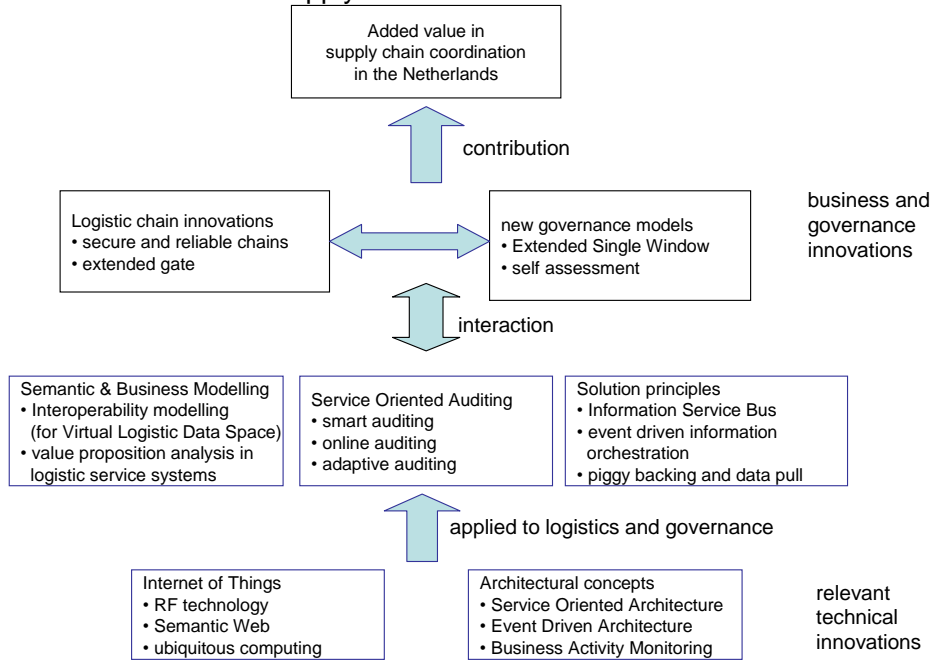 Added value in
supply chain coordination
in the Netherlands
contribution
Logistic chain innovations
• secure and reliable chains
• extended gate
new governance models
• Extended Single Window
• self assessment
business and
governance
innovations
interaction
Semantic & Business Modelling
• Interoperability modelling
(for Virtual Logistic Data Space)
• value proposition analysis in
logistic service systems
Service Oriented Auditing
• smart auditing
• online auditing
• adaptive auditing
Solution principles
• Information Service Bus
• event driven information
orchestration
• piggy backing and data pull
applied to logistics and governance
Internet of Things
• RF technology
• Semantic Web
• ubiquitous computing
Architectural concepts
• Service Oriented Architecture
• Event Driven Architecture
• Business Activity Monitoring
relevant
technical
innovations